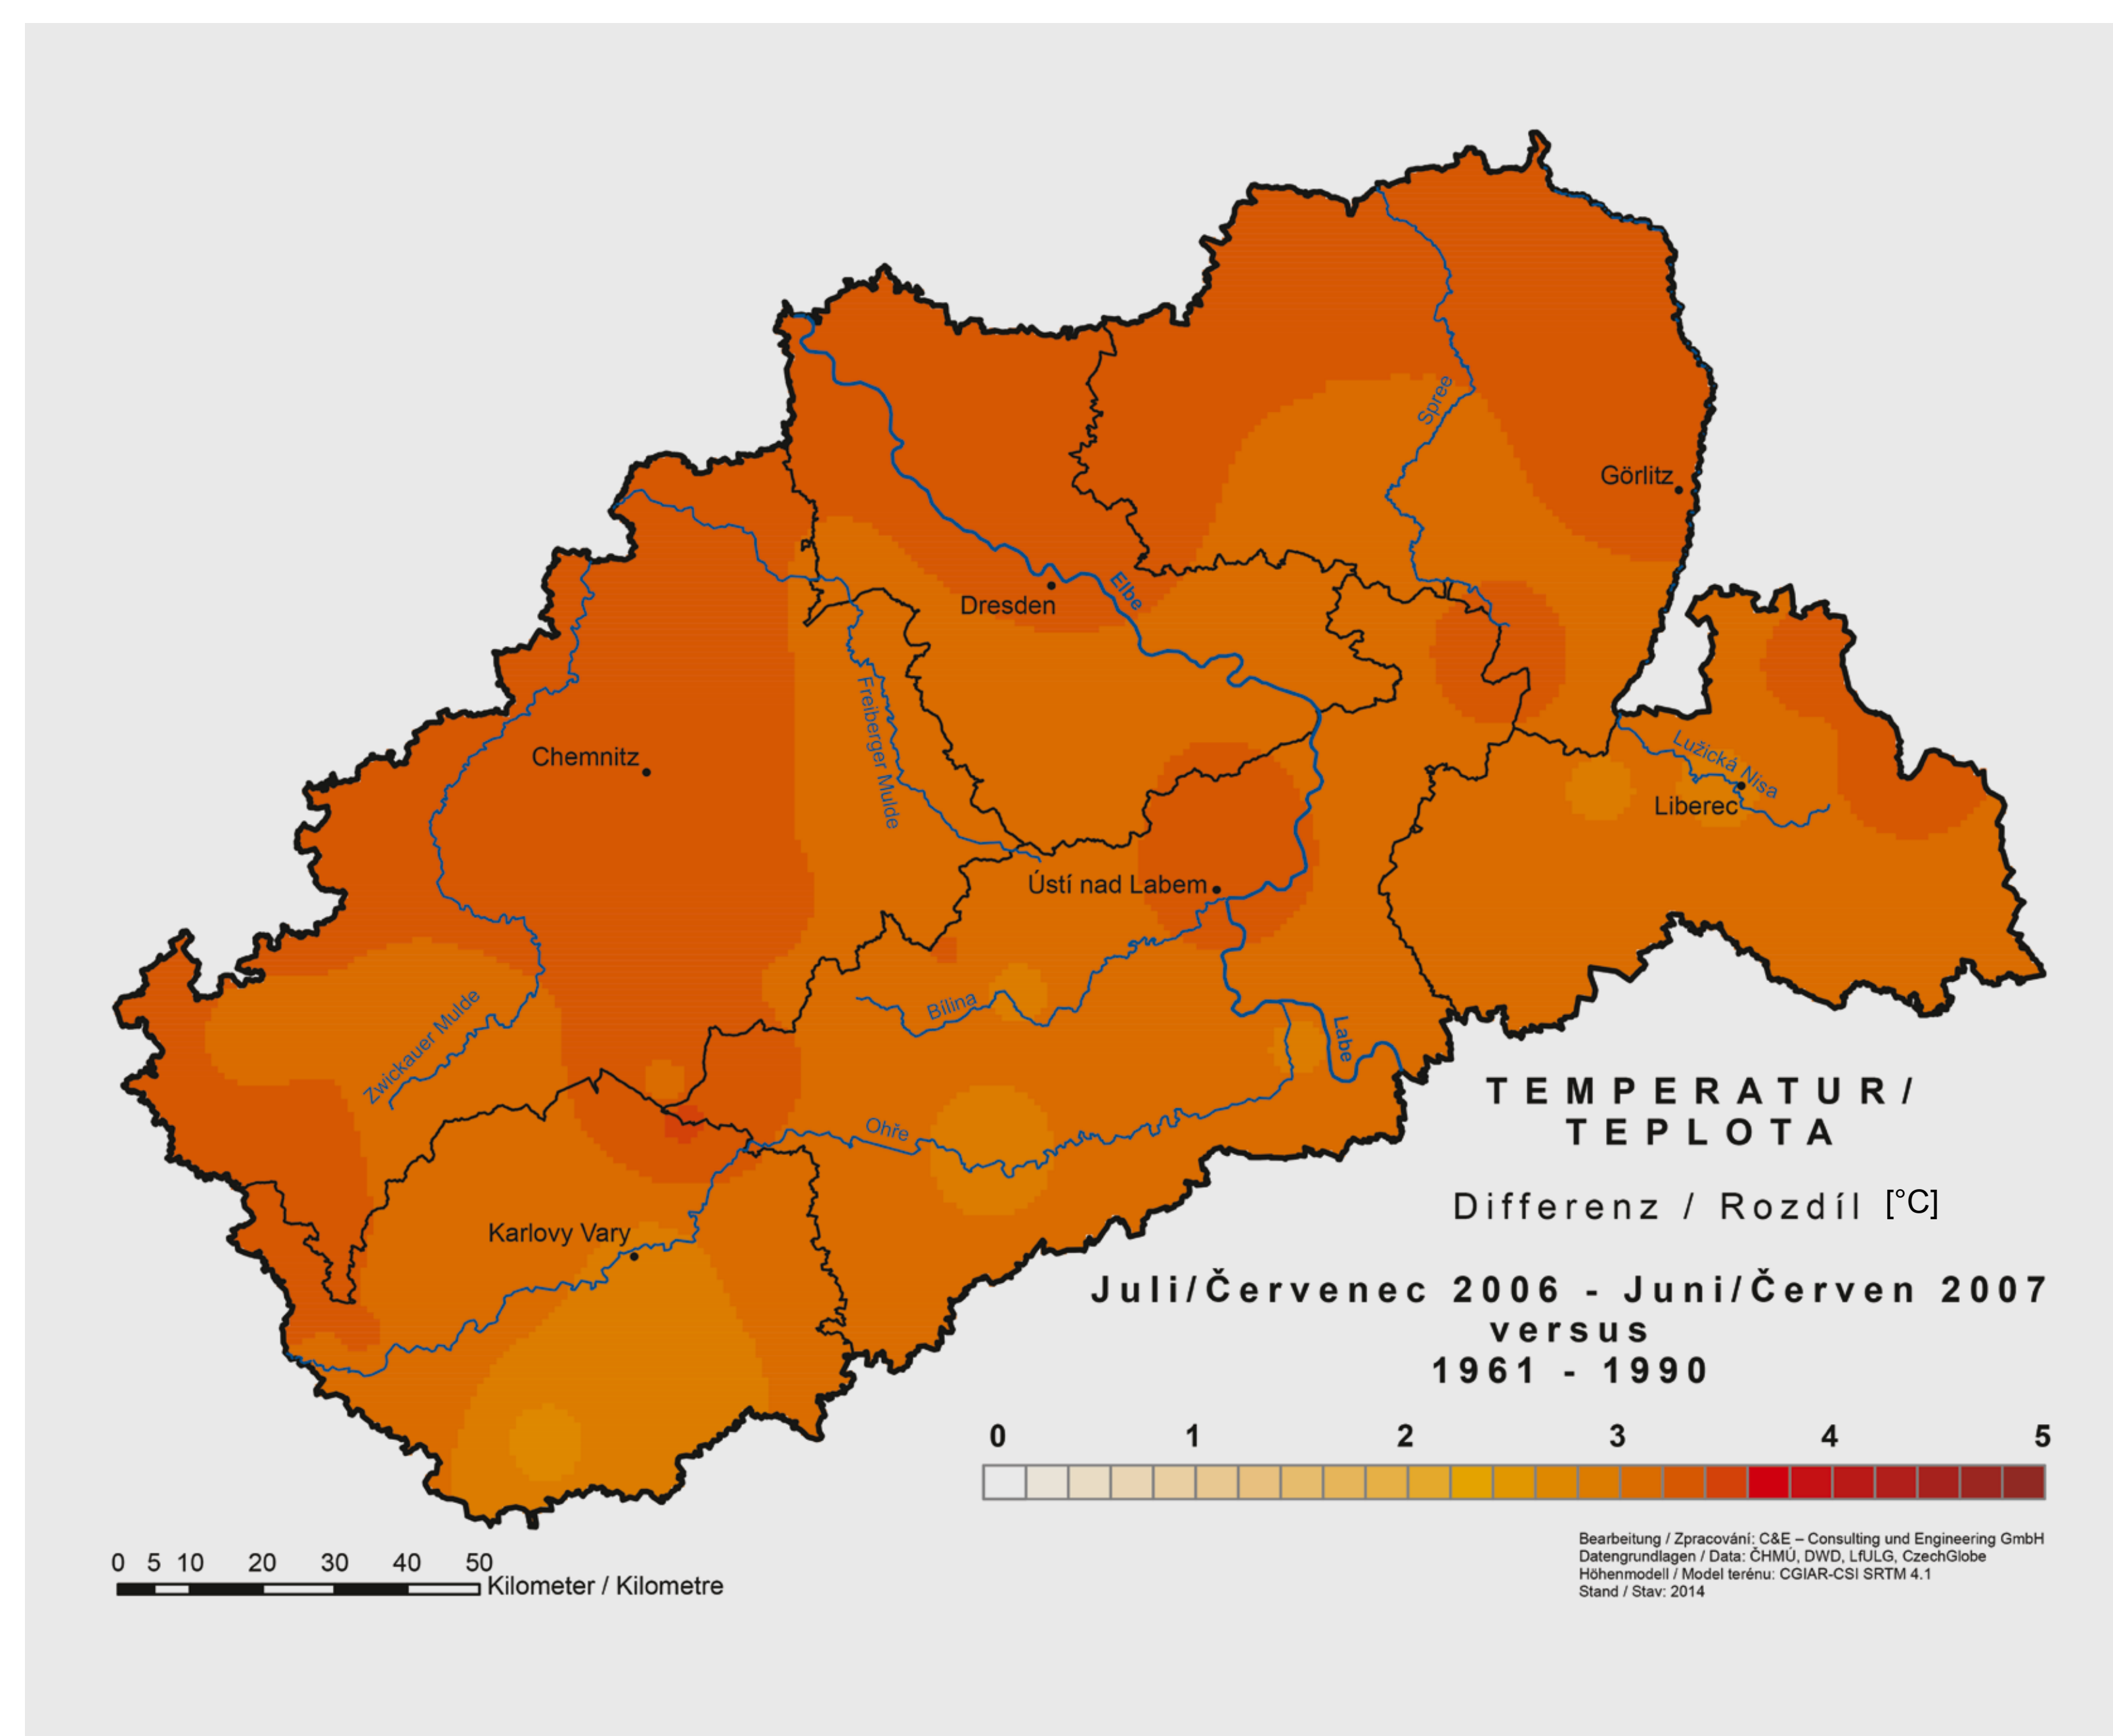 Spree
Görlitz
Elbe
Dresden
Freiberger Mulde
Chemnitz
Lužická Nisa
Liberec
Ústí nad Labem
Zwickauer Mulde
Bílina
Labe
Ohře
Karlovy Vary
TEMPERATUR/
TEPLOTA
Differenz / Rozdíl [°C]
Juli/Červenec 2006 - Juni/Červen 2007
versus
1961 - 1990
0 1 2 3 4 5
0 5 10 20 30 40 50
Kilometer / Kilometre
Bearbeitung / Zpracování: C&E – Consulting und Engineering GmbH
Datengrundlagen / Data: ČHMÚ, DWD, LfULG, CzechGlobe
Höhenmodell / Model terénu: CGIAR-CSI SRTM 4.1
Stand / Stav: 2014